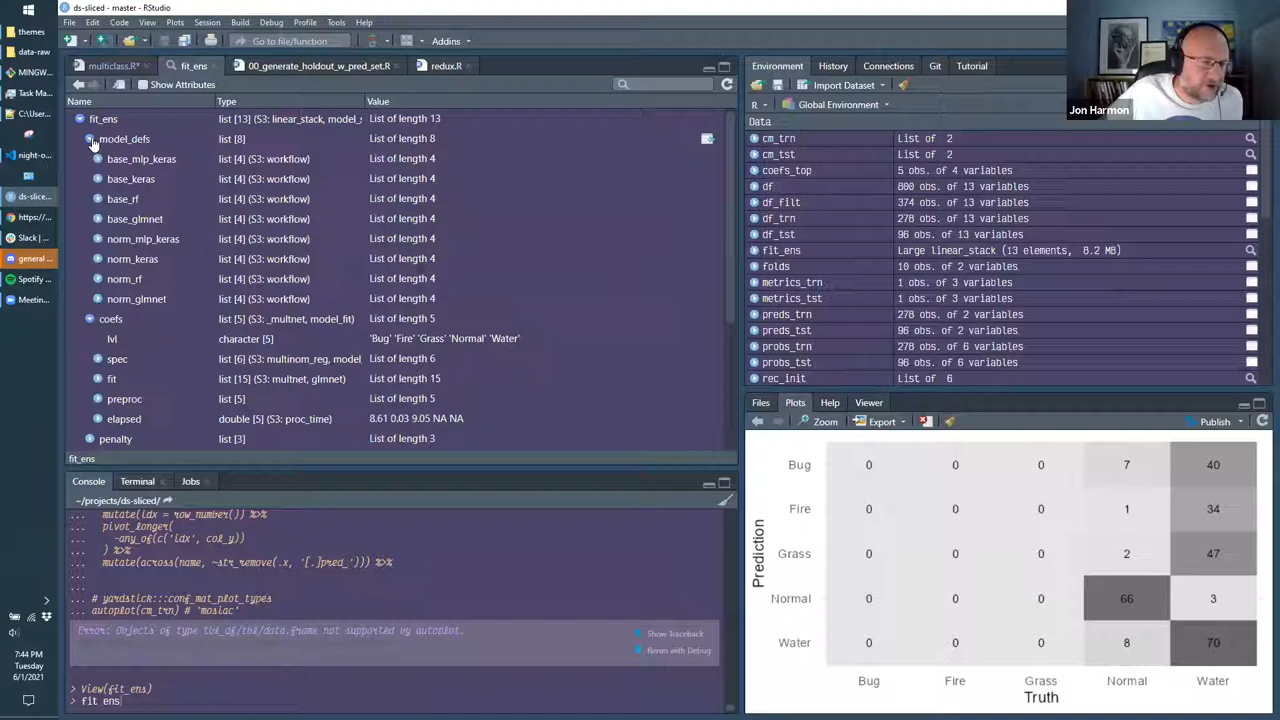 ds-sliced - master - RStudio
File Edit Code View Plots Session Build Debug Profile Tools Help
Go to file/function Addins
themes
data-raw
MINGW...
Task Ma...
C:\User...
night-o...
ds-slice...
https:/...
Slack | ...
general ...
Spotify ...
Meetin...
7:44 PM
Tuesday
6/1/2021
multiclass.R* fit_ens 00_generate_holdout_w_pred_set.R redux.R
Show Attributes
Name Type Value
fit_ens list [13] (S3: linear_stack, model_s List of length 13
model_defs list [8] List of length 8
base_mlp_keras list [4] (S3: workflow) List of length 4
base_keras list [4] (S3: workflow) List of length 4
base_rf list [4] (S3: workflow) List of length 4
base_glmnet list [4] (S3: workflow) List of length 4
norm_mlp_keras list [4] (S3: workflow) List of length 4
norm_keras list [4] (S3: workflow) List of length 4
norm_rf list [4] (S3: workflow) List of length 4
norm_glmnet list [4] (S3: workflow) List of length 4
coefs list [5] (S3: _multnet, model_fit) List of length 5
lvl character [5] 'Bug' 'Fire' 'Grass' 'Normal' 'Water'
spec list [6] (S3: multinom_reg, model List of length 6
fit list [15] (S3: multnet, glmnet) List of length 15
preproc list [5] List of length 5
elapsed double [5] (S3: proc_time) 8.61 0.03 9.05 NA NA
penalty list [3] List of length 3
fit_ens
Console Terminal Jobs
~/projects/ds-sliced/
... mutate(idx = row_number()) %>%
... pivot_longer(
... -any_of(c('idx', col_y))
... ) %>%
... mutate(across(name, ~str_remove(.x, '[.]pred_'))) %>%
...
... # yardstick:::conf_mat_plot_types
... autoplot(cm_trn) # 'mosiac'
Error: Objects of type tbl_df/tbl/data.frame not supported by autoplot.
Show Traceback
Rerun with Debug
> View(fit_ens)
> fit_ens
Environment History Connections Git Tutorial
Import Dataset
R Global Environment
Data
cm_trn List of 2
cm_tst List of 2
coefs_top 5 obs. of 4 variables
df 800 obs. of 13 variables
df_filt 374 obs. of 13 variables
df_trn 278 obs. of 13 variables
df_tst 96 obs. of 13 variables
fit_ens Large linear_stack (13 elements, 8.2 MB)
folds 10 obs. of 2 variables
metrics_trn 1 obs. of 3 variables
metrics_tst 1 obs. of 3 variables
preds_trn 278 obs. of 2 variables
preds_tst 96 obs. of 2 variables
probs_trn 278 obs. of 6 variables
probs_tst 96 obs. of 6 variables
rec_init List of 6
Files Plots Help Viewer
Zoom Export Publish
Prediction
Bug 0 0 0 7 40
Fire 0 0 0 1 34
Grass 0 0 0 2 47
Normal 0 0 0 66 3
Water 0 0 0 8 70
Bug Fire Grass Normal Water
Truth
Jon Harmon